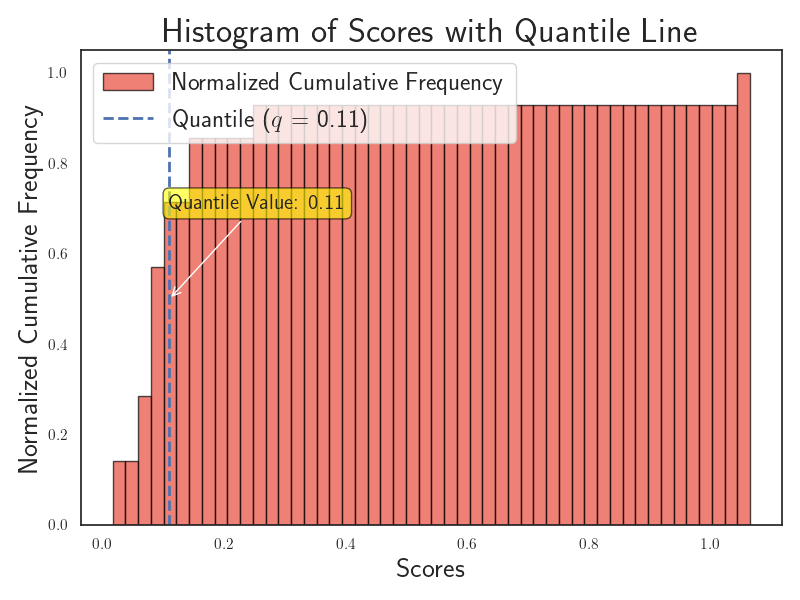 Histogram of Scores with Quantile Line
Normalized Cumulative Frequency
Quantile (q = 0.11)
Quantile Value: 0.11
Normalized Cumulative Frequency
1.0
0.8
0.6
0.4
0.2
0.0
0.0 0.2 0.4 0.6 0.8 1.0
Scores